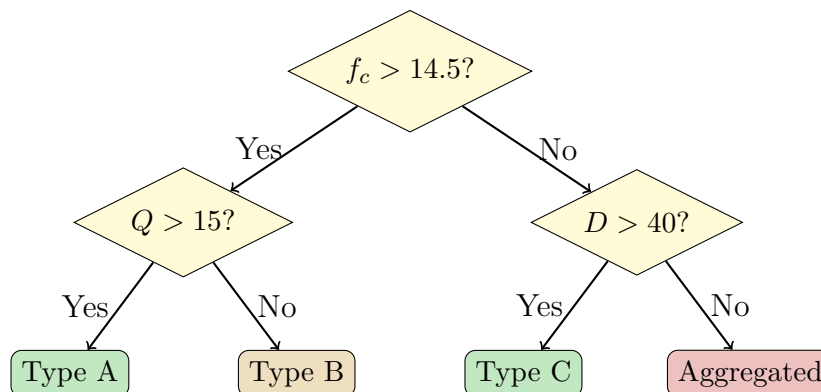 f_c > 14.5?
Yes
No
Q > 15?
D > 40?
Yes
No
Yes
No
Type A
Type B
Type C
Aggregated